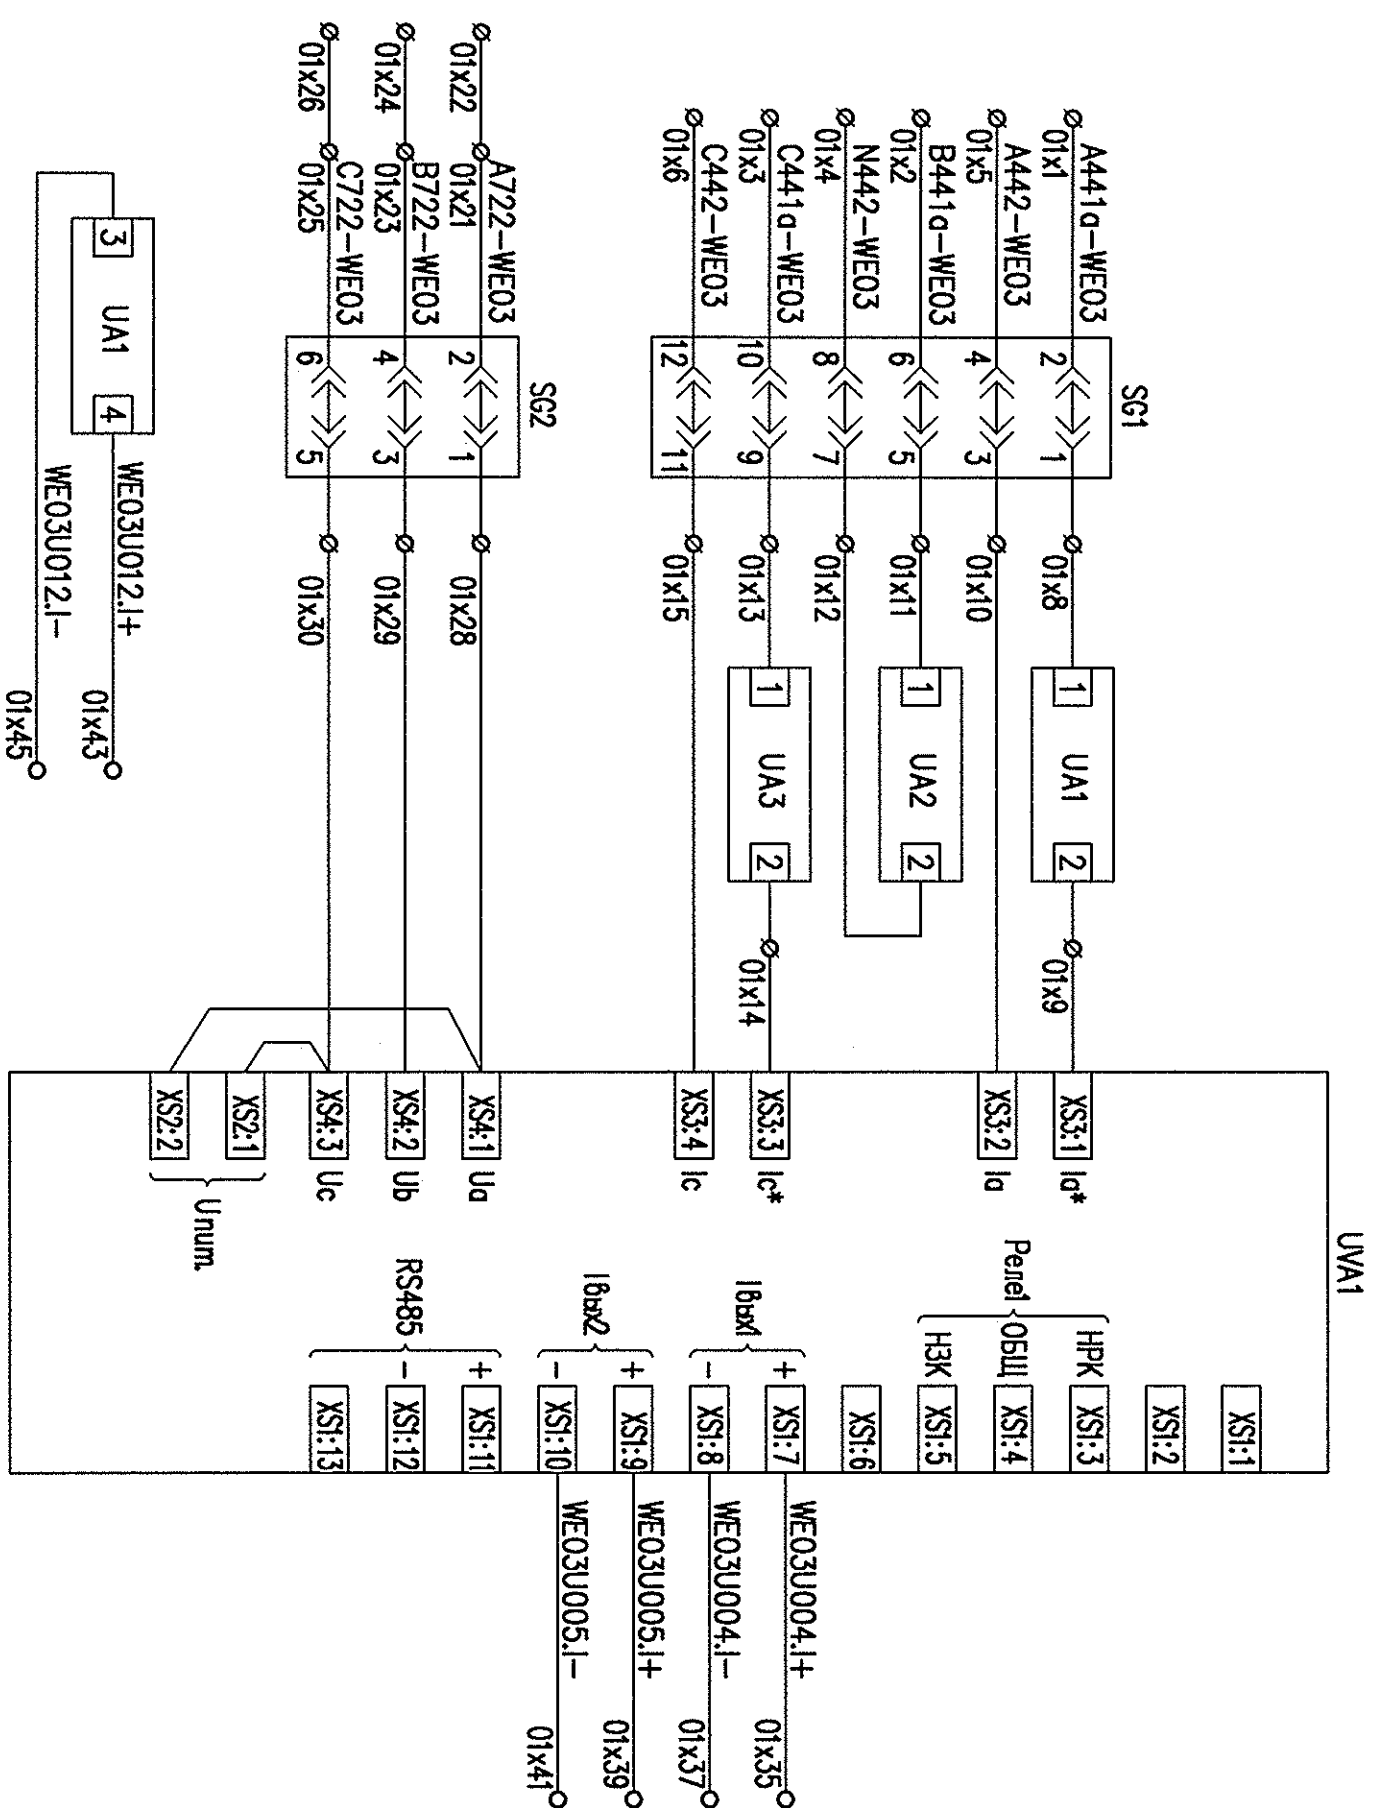 UVA1
SG1
A441a-WE03
01x1
2
1
01x8
1
UA1
2
01x9
XS3:1
Ia*
A442-WE03
01x5
4
3
01x10
XS3:2
Ia
B441a-WE03
01x2
6
5
01x11
1
UA2
2
N442-WE03
01x4
8
7
01x12
C441a-WE03
01x3
10
9
01x13
1
UA3
2
01x14
XS3:3
Ic*
C442-WE03
01x6
12
11
01x15
XS3:4
Ic
SG2
01x22
A722-WE03
01x21
2
1
01x28
XS4:1
Ua
01x24
B722-WE03
01x23
4
3
01x29
XS4:2
Ub
01x26
C722-WE03
01x25
6
5
01x30
XS4:3
Uc
XS2:1
XS2:2
Uпит.
XS1:1
XS1:2
Реле1
НРК
XS1:3
ОБЩ
XS1:4
НЗК
XS1:5
XS1:6
Iвых1
+
XS1:7
WE03U004.I+
01x35
-
XS1:8
WE03U004.I-
01x37
Iвых2
+
XS1:9
WE03U005.I+
01x39
-
XS1:10
WE03U005.I-
01x41
RS485
+
XS1:11
-
XS1:12
XS1:13
3
UA1
4
WE03U012.I+
01x43
WE03U012.I-
01x45